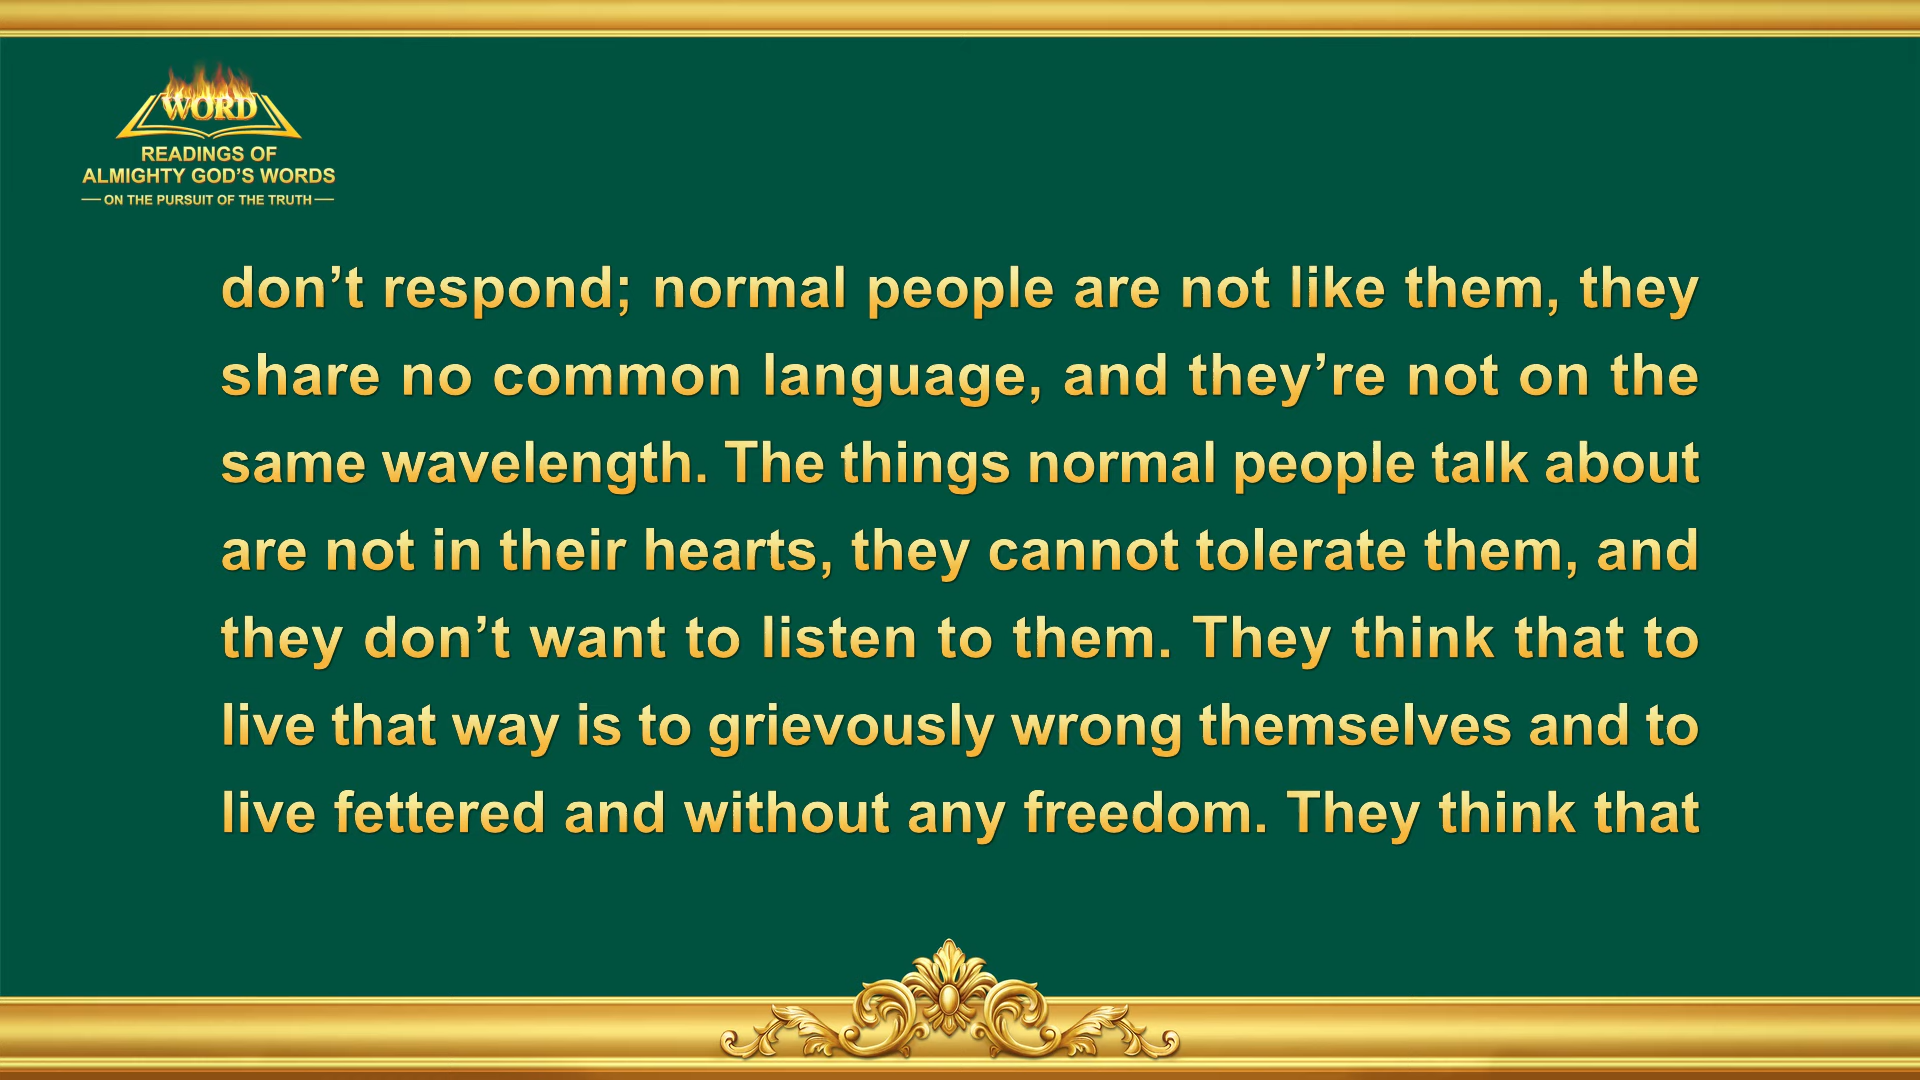 WORD
READINGS OF
ALMIGHTY GOD’S WORDS
— ON THE PURSUIT OF THE TRUTH —
don’t respond; normal people are not like them, they
share no common language, and they’re not on the
same wavelength. The things normal people talk about
are not in their hearts, they cannot tolerate them, and
they don’t want to listen to them. They think that to
live that way is to grievously wrong themselves and to
live fettered and without any freedom. They think that